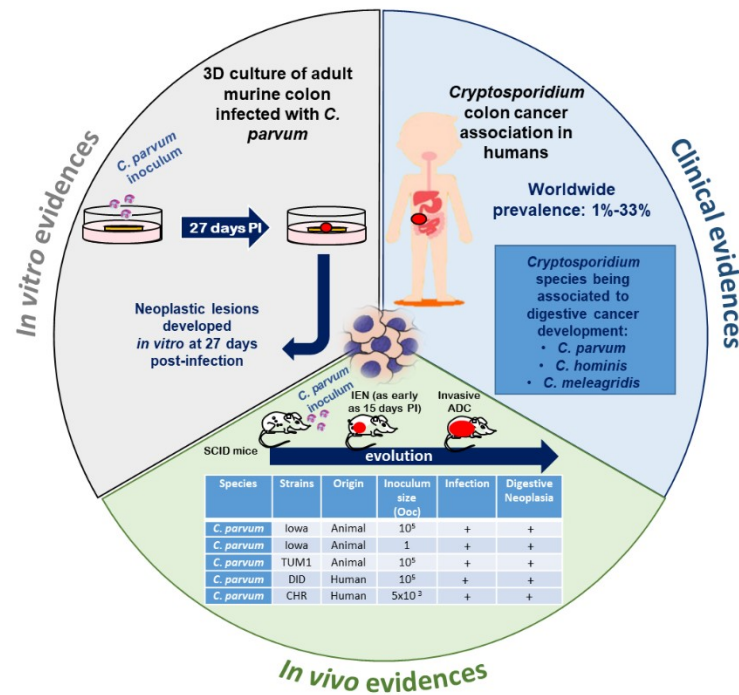 In vitro evidences
3D culture of adult
murine colon
infected with C.
parvum
C. parvum
inoculum
27 days PI
Neoplastic lesions
developed
in vitro at 27 days
post-infection
Clinical evidences
Cryptosporidium
colon cancer
association in
humans
Worldwide
prevalence: 1%-33%
Cryptosporidium
species being
associated to
digestive cancer
development:
• C. parvum
• C. hominis
• C. meleagridis
C. parvum
inoculum
IEN (as early
as 15 days PI)
Invasive
ADC
SCID mice
evolution
Species Strains Origin Inoculum size (Ooc) Infection Digestive Neoplasia
C. parvum Iowa Animal 10⁵ + +
C. parvum Iowa Animal 1 + +
C. parvum TUM1 Animal 10⁵ + +
C. parvum DID Human 10⁵ + +
C. parvum CHR Human 5x10³ + +
In vivo evidences